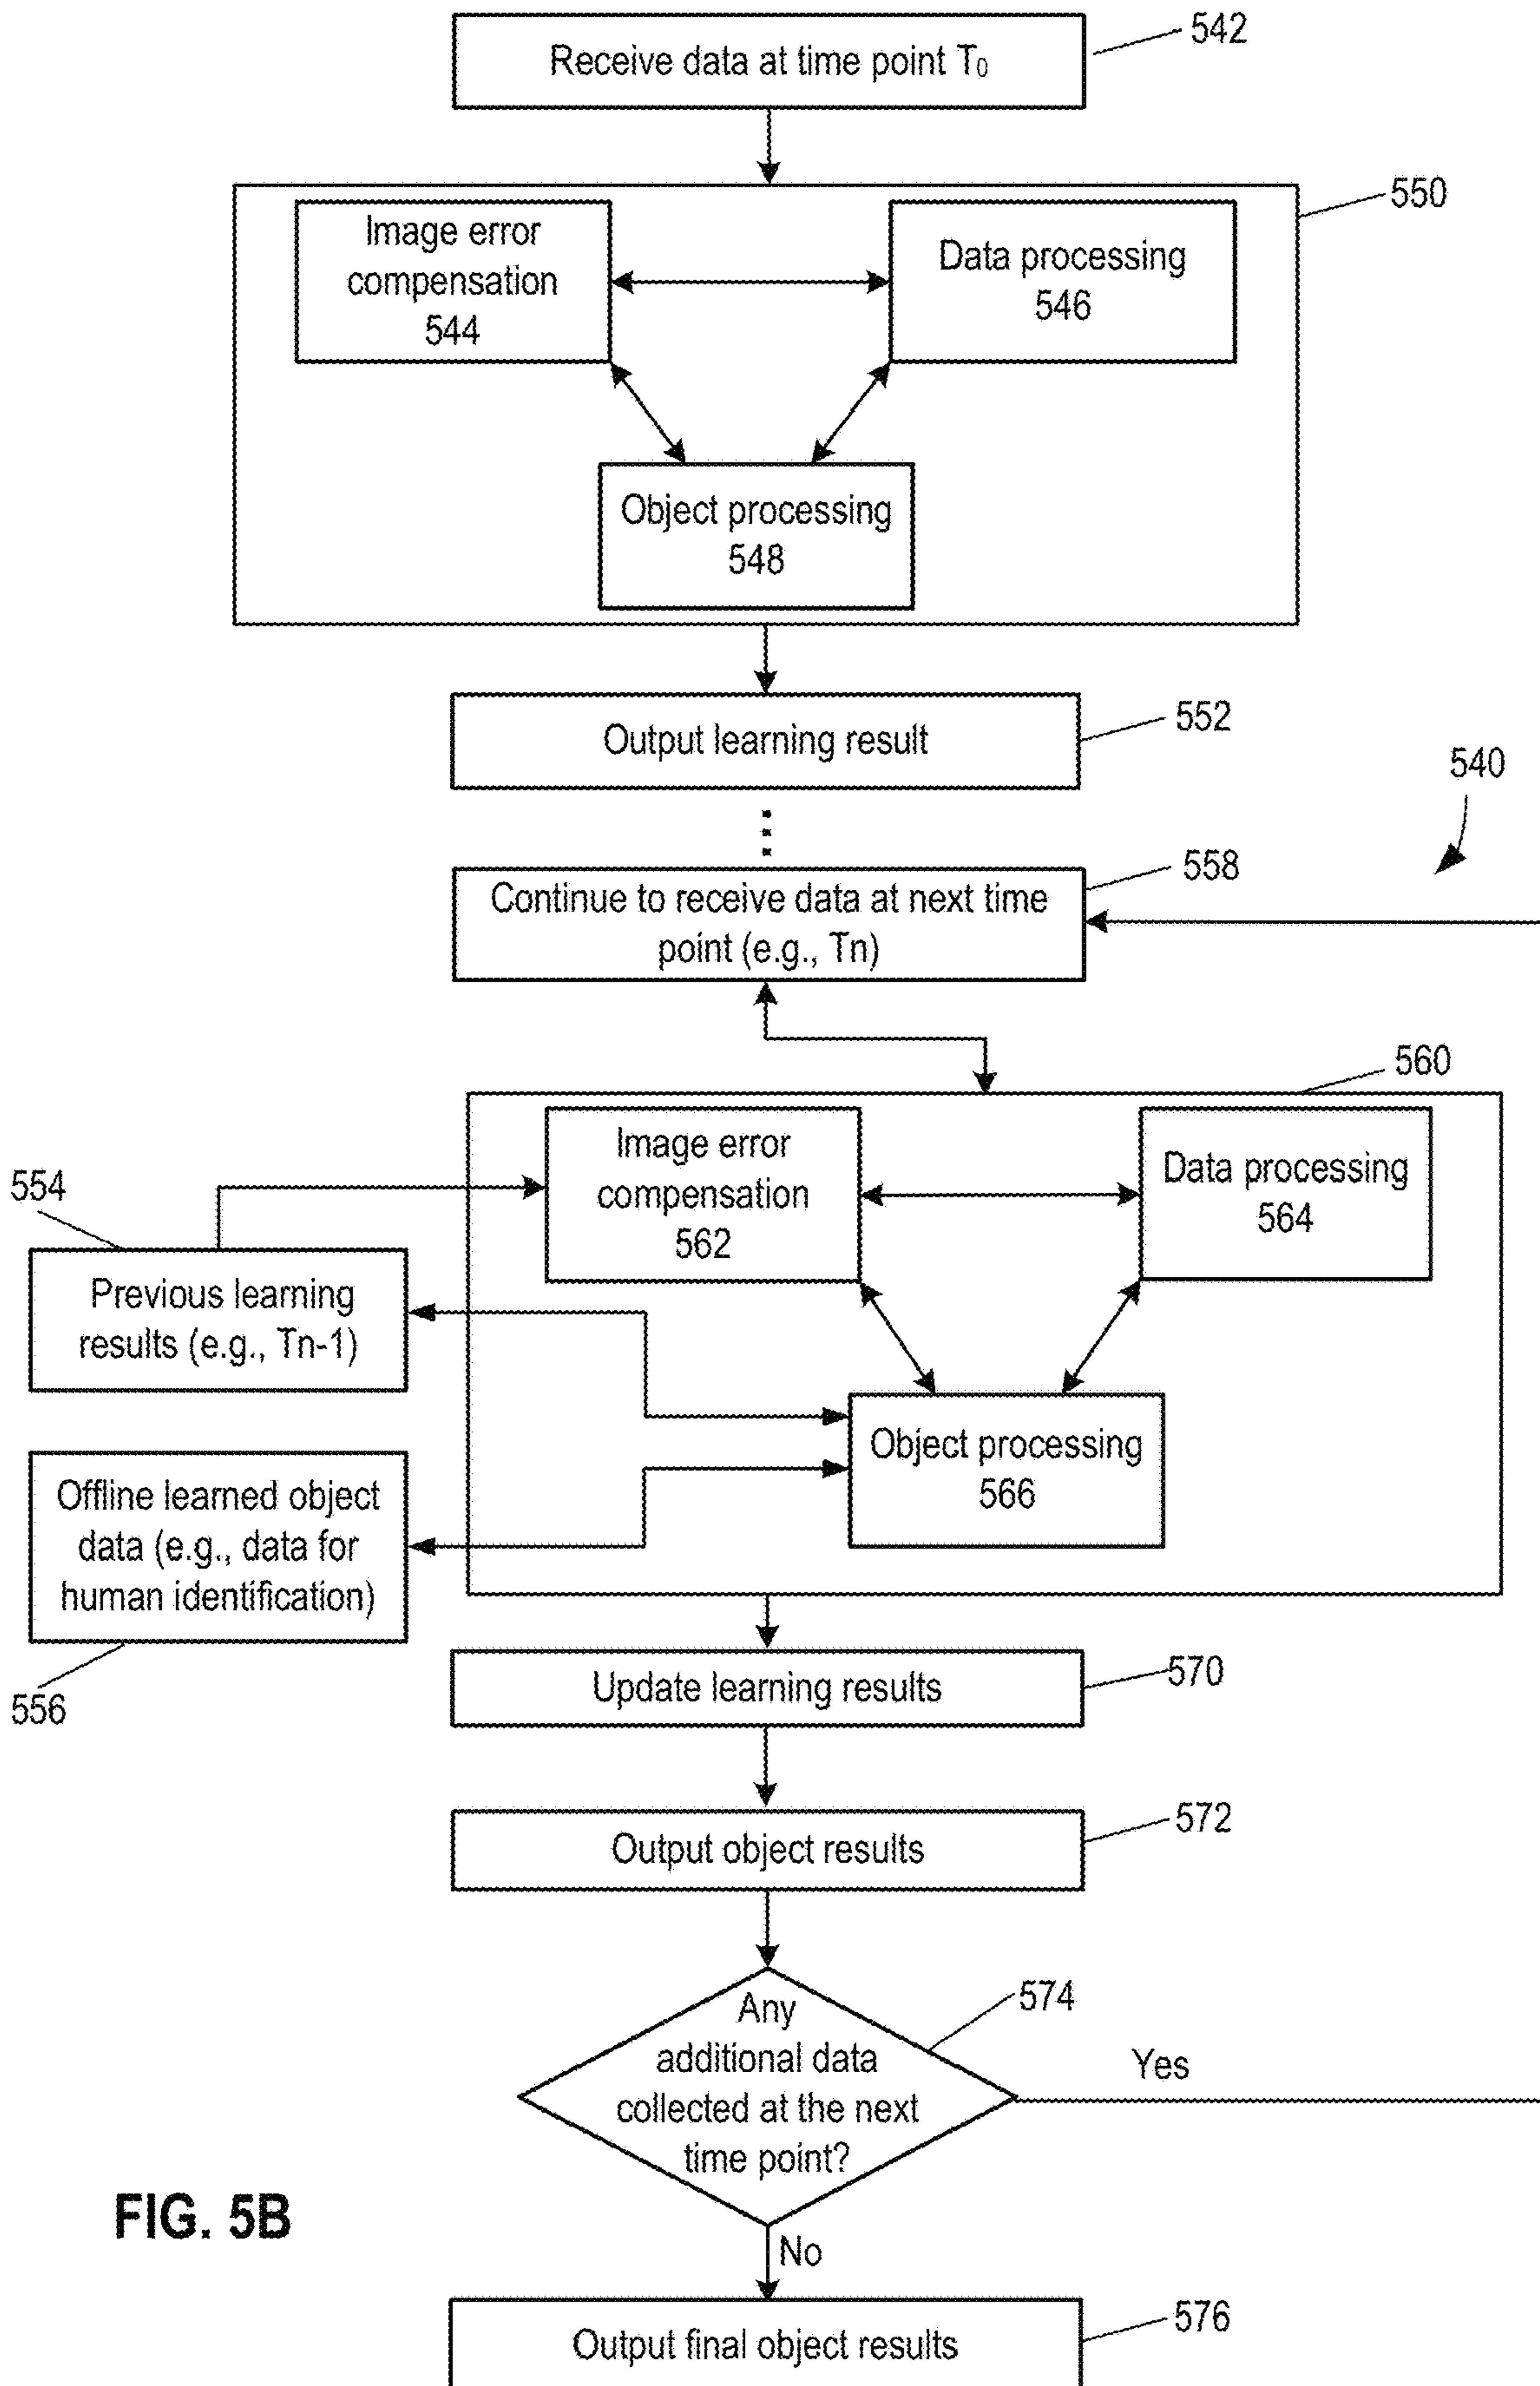 Receive data at time point T₀
542
550
Image error
compensation
544
Data processing
546
Object processing
548
Output learning result
552
540
558
Continue to receive data at next time
point (e.g., Tn)
560
Image error
compensation
562
Data processing
564
554
Previous learning
results (e.g., Tn-1)
Object processing
566
Offline learned object
data (e.g., data for
human identification)
556
Update learning results
570
Output object results
572
574
Any
additional data
collected at the next
time point?
Yes
FIG. 5B
No
Output final object results
576